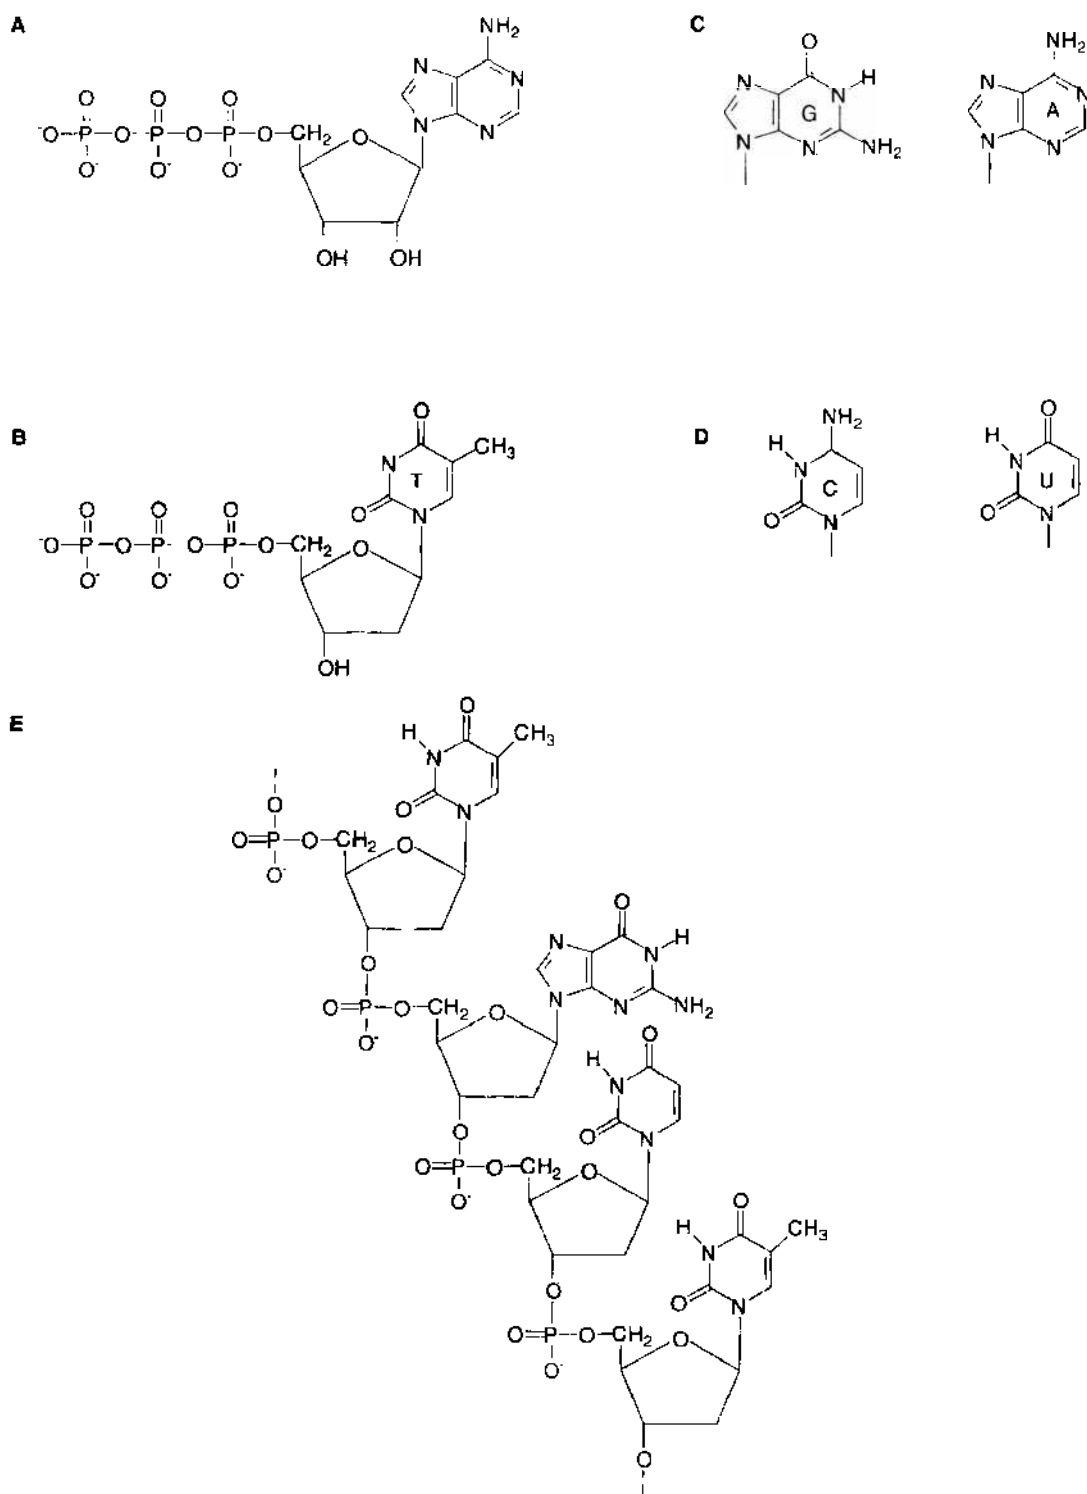 A
NH₂
N N
O O O
⁻O P O P O P O CH₂ O N N
O⁻ O⁻ O⁻
OH OH
C
O
N N H
G
N N NH₂
NH₂
N N
A
N N
B
O
N CH₃
T
O N
O O O
⁻O P O P O P O CH₂ O
O⁻ O⁻ O⁻
OH
D
NH₂
H
N
C
O N
O
H
N
U
O N
E
O
H CH₃
N
O N
O
O=P O CH₂ O
O⁻
O
O
N N H
N N NH₂
O=P O CH₂ O
O⁻
O
H
N
O N
O
O=P O CH₂ O
O⁻
O
H CH₃
N
O N
O
O=P O CH₂ O
O⁻
O